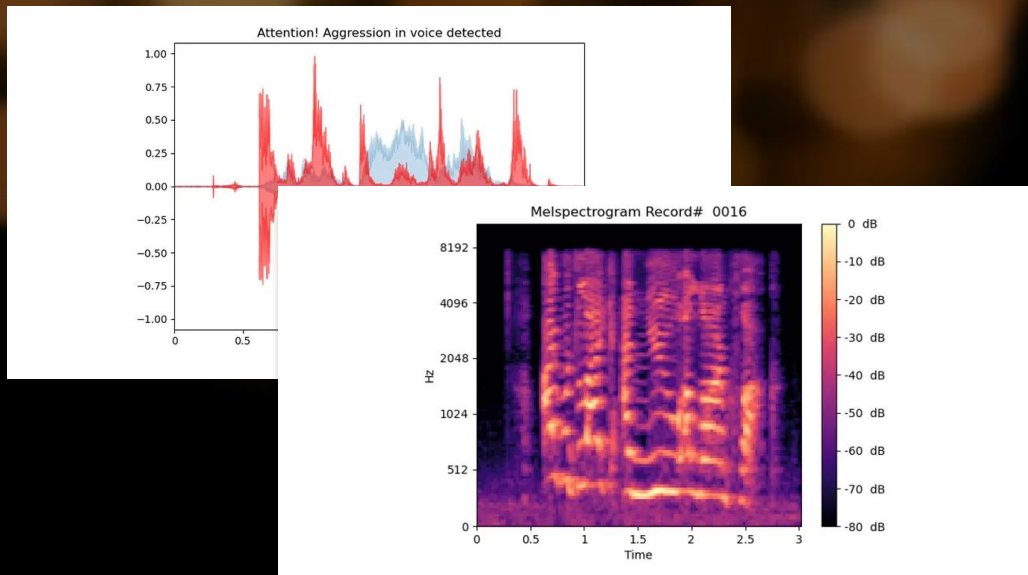 Attention! Aggression in voice detected
1.00
0.75
0.50
0.25
0.00
−0.25
−0.50
−0.75
−1.00
0 0.5
Melspectrogram Record# 0016
8192
4096
2048
1024
512
0
Hz
0 0.5 1 1.5 2 2.5 3
Time
0 dB
-10 dB
-20 dB
-30 dB
-40 dB
-50 dB
-60 dB
-70 dB
-80 dB